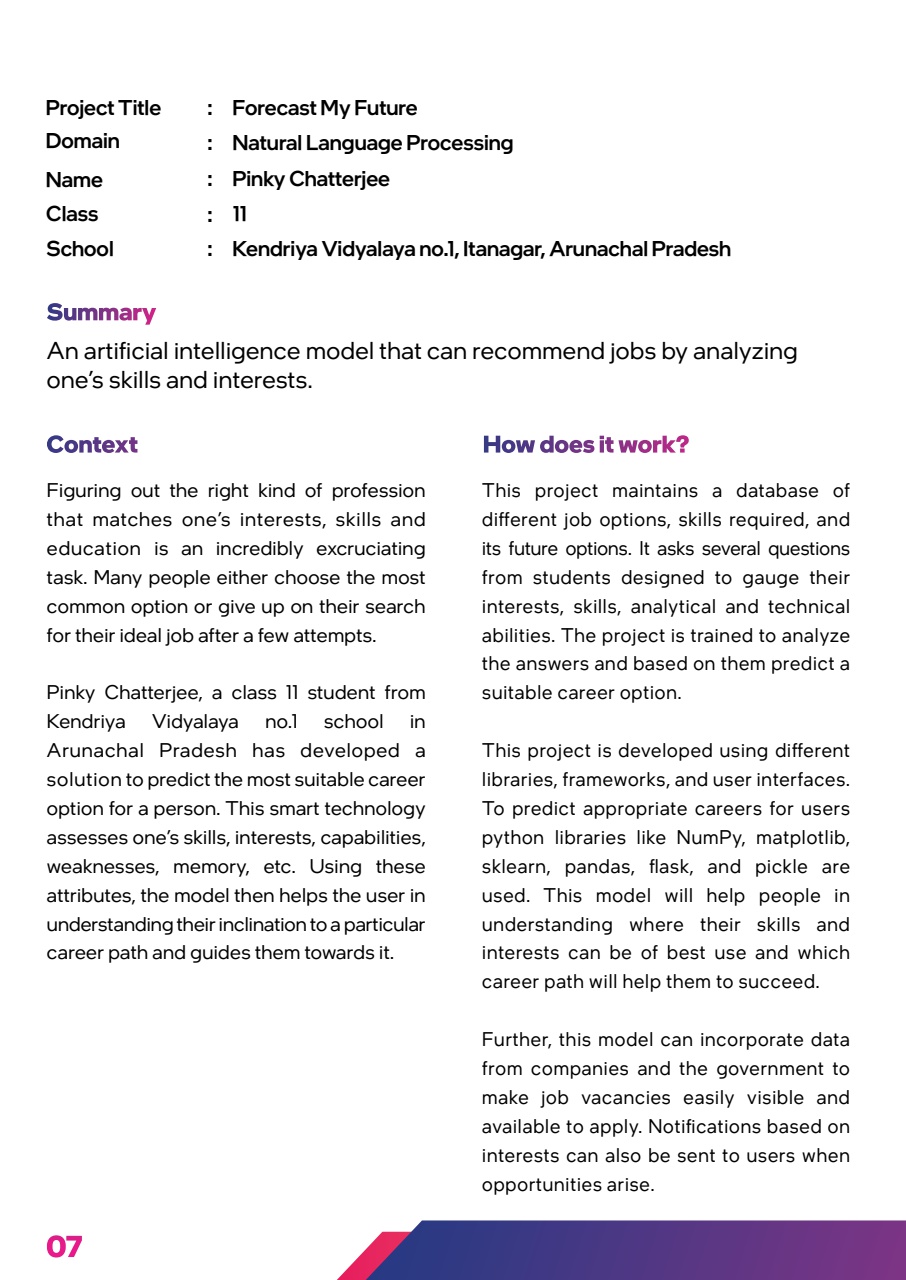 Project Title : Forecast My Future
Domain : Natural Language Processing
Name : Pinky Chatterjee
Class : 11
School : Kendriya Vidyalaya no.1, Itanagar, Arunachal Pradesh
Summary
An artificial intelligence model that can recommend jobs by analyzing
one’s skills and interests.
Context
Figuring out the right kind of profession
that matches one’s interests, skills and
education is an incredibly excruciating
task. Many people either choose the most
common option or give up on their search
for their ideal job after a few attempts.
Pinky Chatterjee, a class 11 student from
Kendriya Vidyalaya no.1 school in
Arunachal Pradesh has developed a
solution to predict the most suitable career
option for a person. This smart technology
assesses one’s skills, interests, capabilities,
weaknesses, memory, etc. Using these
attributes, the model then helps the user in
understanding their inclination to a particular
career path and guides them towards it.
How does it work?
This project maintains a database of
different job options, skills required, and
its future options. It asks several questions
from students designed to gauge their
interests, skills, analytical and technical
abilities. The project is trained to analyze
the answers and based on them predict a
suitable career option.
This project is developed using different
libraries, frameworks, and user interfaces.
To predict appropriate careers for users
python libraries like NumPy, matplotlib,
sklearn, pandas, flask, and pickle are
used. This model will help people in
understanding where their skills and
interests can be of best use and which
career path will help them to succeed.
Further, this model can incorporate data
from companies and the government to
make job vacancies easily visible and
available to apply. Notifications based on
interests can also be sent to users when
opportunities arise.
07